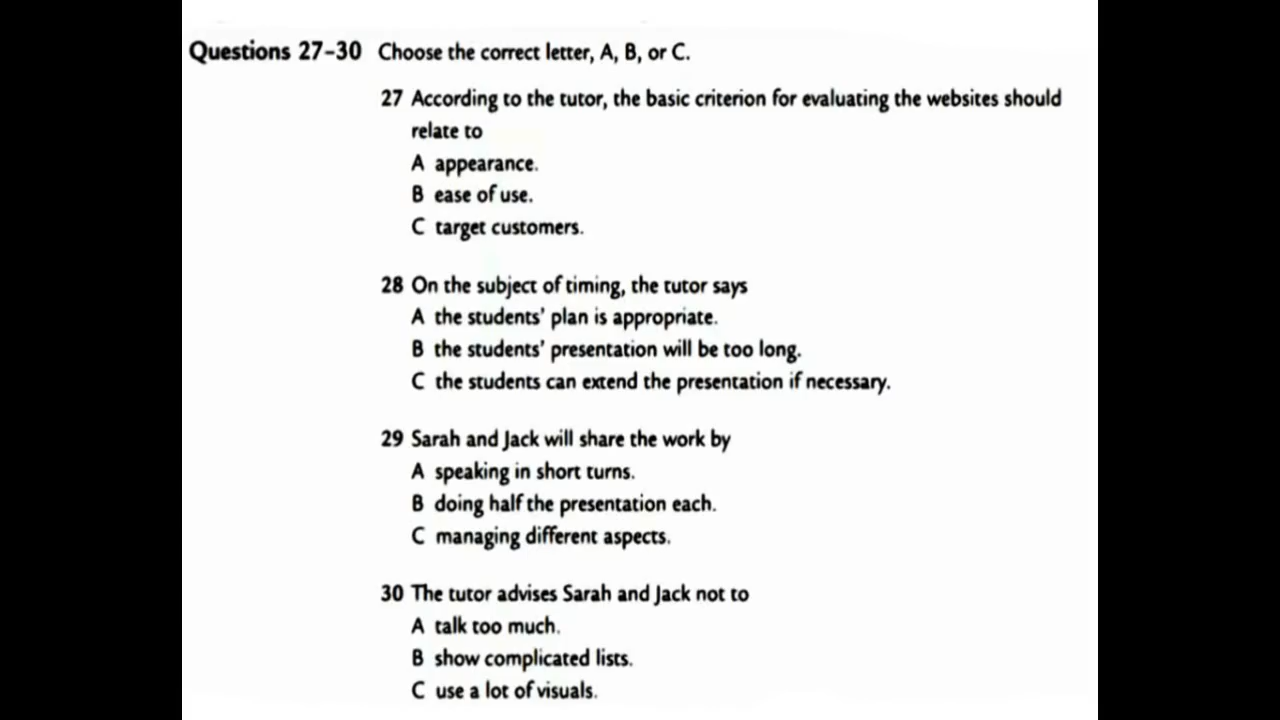 Questions 27–30 Choose the correct letter, A, B, or C.
27 According to the tutor, the basic criterion for evaluating the websites should
relate to
A appearance.
B ease of use.
C target customers.
28 On the subject of timing, the tutor says
A the students' plan is appropriate.
B the students' presentation will be too long.
C the students can extend the presentation if necessary.
29 Sarah and Jack will share the work by
A speaking in short turns.
B doing half the presentation each.
C managing different aspects.
30 The tutor advises Sarah and Jack not to
A talk too much.
B show complicated lists.
C use a lot of visuals.